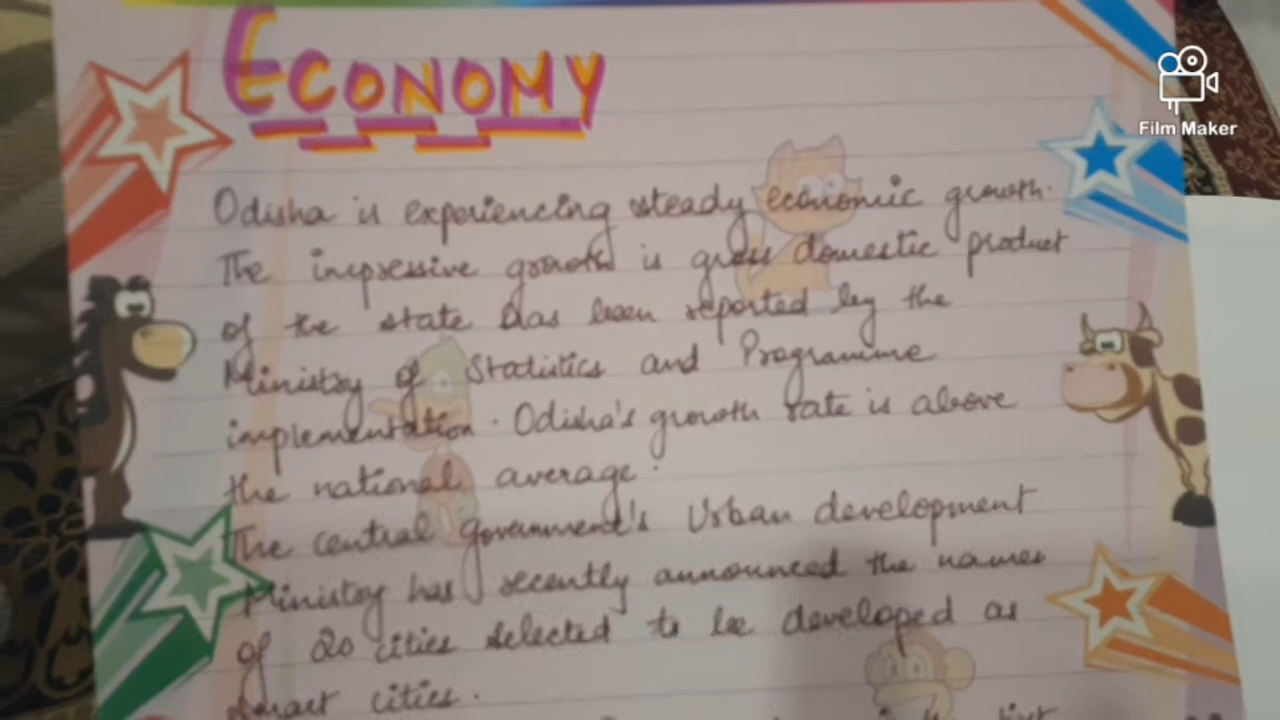 ECONOMY
Film Maker
Odisha is experiencing steady economic growth.
The impressive growth is gross domestic product
of the state has been reported by the
Ministry of Statistics and Programme
implementation. Odisha's growth rate is above
the national average.
The central government's Urban development
Ministry has recently announced the names
of 20 cities selected to be developed as
smart cities.